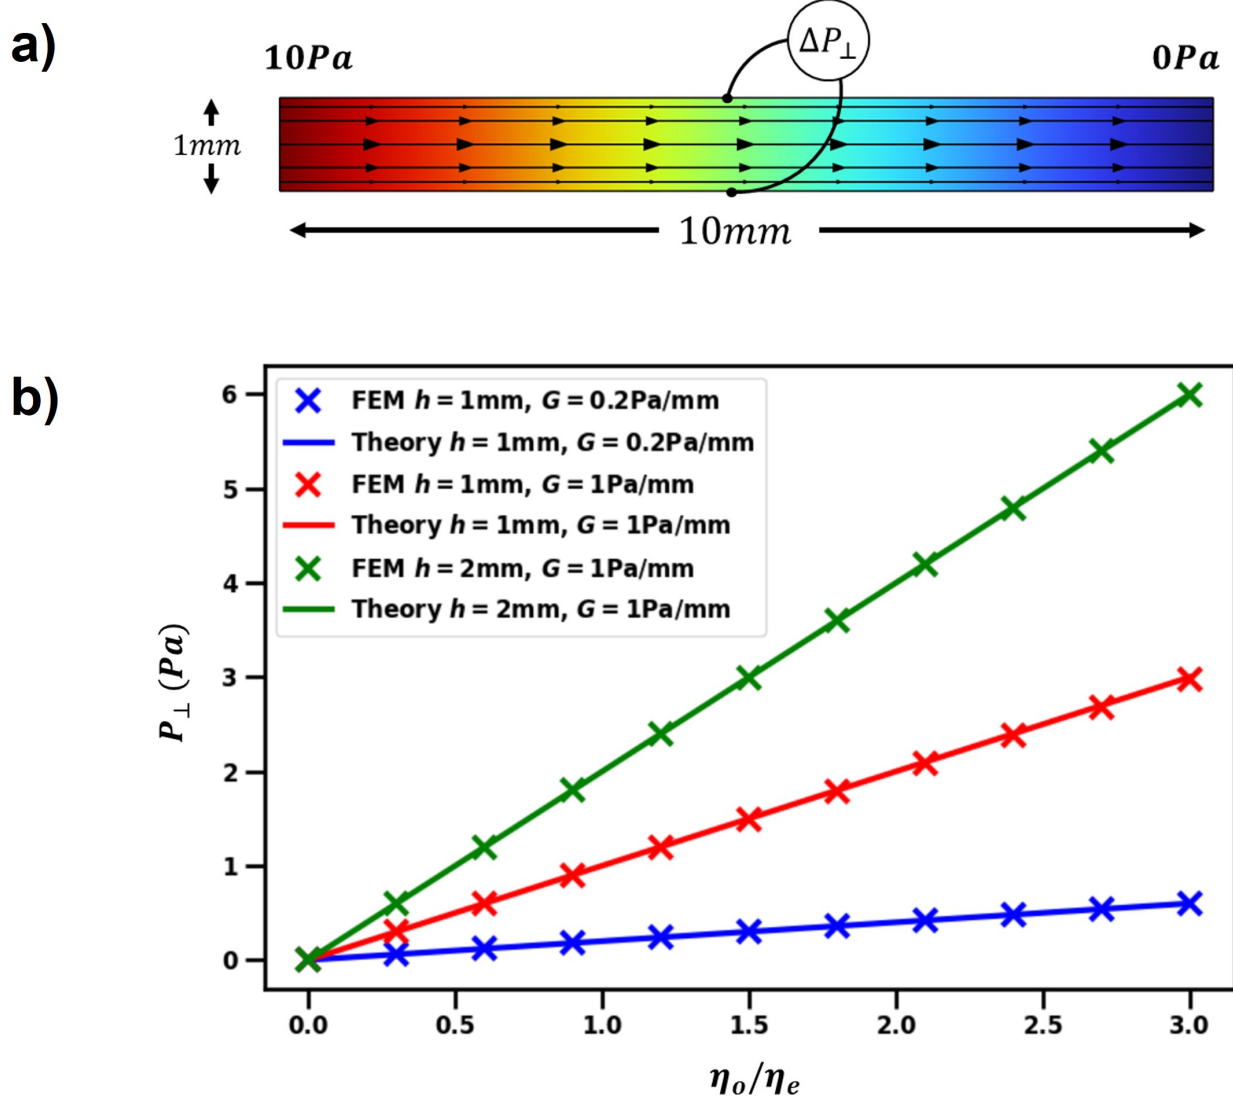 a)
10Pa
ΔP⊥
0Pa
1mm
10mm
b)
6
5
4
3
2
1
0
P⊥ (Pa)
FEM h = 1mm, G = 0.2Pa/mm
Theory h = 1mm, G = 0.2Pa/mm
FEM h = 1mm, G = 1Pa/mm
Theory h = 1mm, G = 1Pa/mm
FEM h = 2mm, G = 1Pa/mm
Theory h = 2mm, G = 1Pa/mm
0.0 0.5 1.0 1.5 2.0 2.5 3.0
ηo/ηe